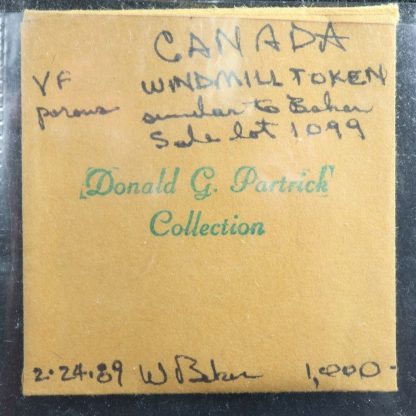 CANADA
VF WINDMILL TOKEN
porous similar to Baker
Sale lot 1099
Donald G. Partrick
Collection
2.24.89 W Baker 1,000-